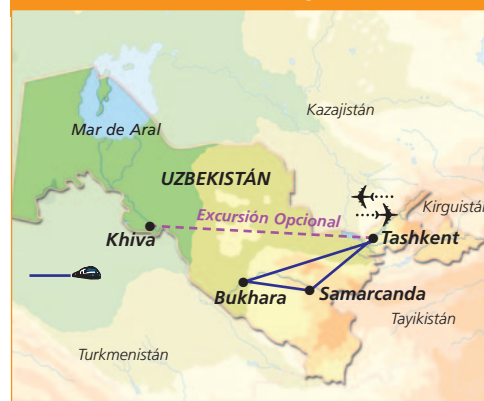 Kazajistán
Mar de Aral
UZBEKISTÁN
Kirguistán
Excursión Opcional
Khiva
Tashkent
Bukhara
Samarcanda
Tayikistán
Turkmenistán